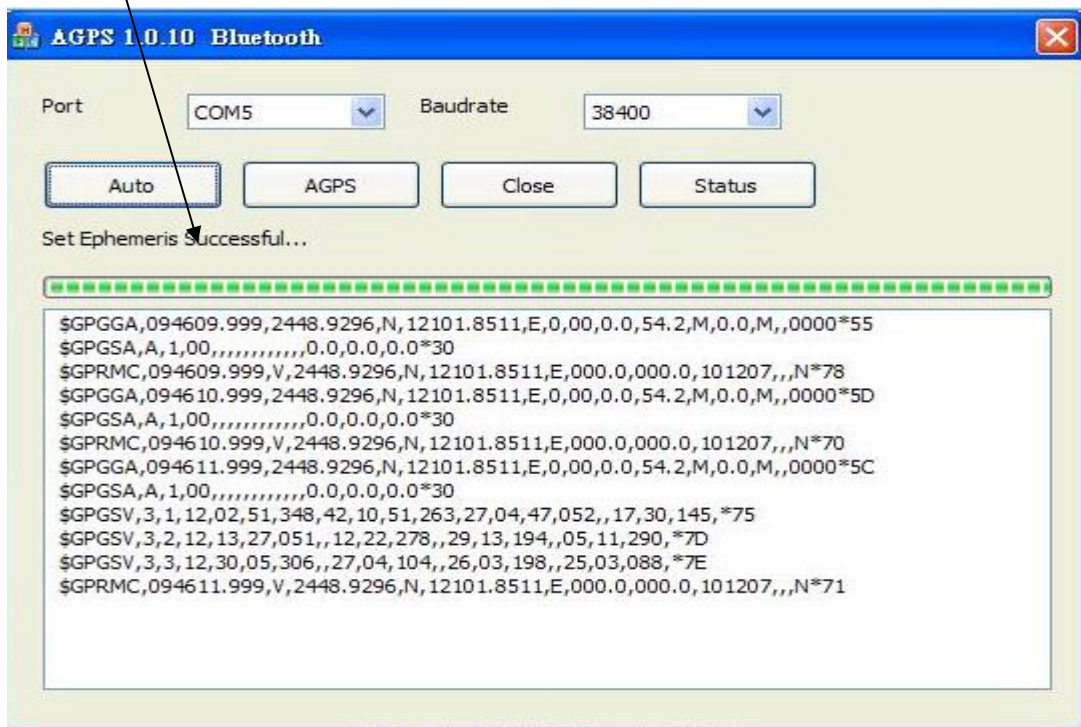 AGPS 1.0.10 Bluetooth
Port COM5 Baudrate 38400
Auto AGPS Close Status
Set Ephemeris Successful...
$GPGGA,094609.999,2448.9296,N,12101.8511,E,0,00,0.0,54.2,M,0.0,M,,0000*55
$GPGSA,A,1,00,,,,,,,,,,,,0.0,0.0,0.0*30
$GPRMC,094609.999,V,2448.9296,N,12101.8511,E,000.0,000.0,101207,,,N*78
$GPGGA,094610.999,2448.9296,N,12101.8511,E,0,00,0.0,54.2,M,0.0,M,,0000*5D
$GPGSA,A,1,00,,,,,,,,,,,,0.0,0.0,0.0*30
$GPRMC,094610.999,V,2448.9296,N,12101.8511,E,000.0,000.0,101207,,,N*70
$GPGGA,094611.999,2448.9296,N,12101.8511,E,0,00,0.0,54.2,M,0.0,M,,0000*5C
$GPGSA,A,1,00,,,,,,,,,,,,0.0,0.0,0.0*30
$GPGSV,3,1,12,02,51,348,42,10,51,263,27,04,47,052,,17,30,145,*75
$GPGSV,3,2,12,13,27,051,,12,22,278,,29,13,194,,05,11,290,*7D
$GPGSV,3,3,12,30,05,306,,27,04,104,,26,03,198,,25,03,088,*7E
$GPRMC,094611.999,V,2448.9296,N,12101.8511,E,000.0,000.0,101207,,,N*71